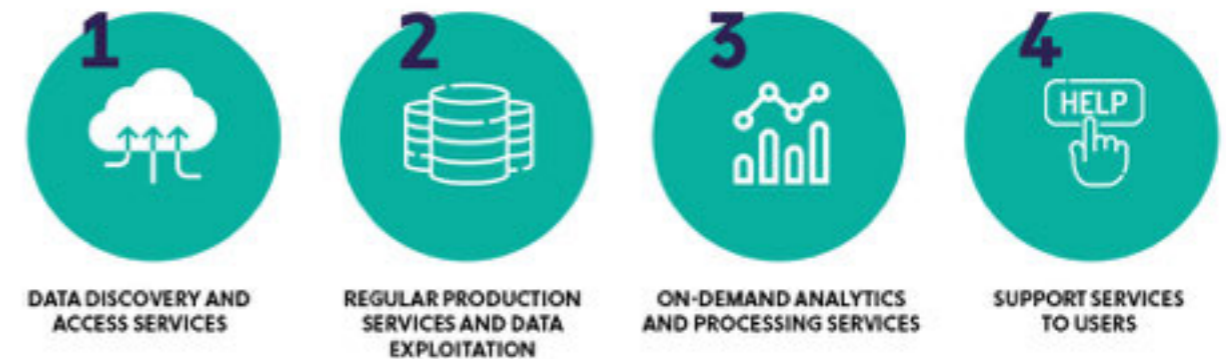 1
2
3
4
HELP
DATA DISCOVERY AND
ACCESS SERVICES
REGULAR PRODUCTION
SERVICES AND DATA
EXPLOITATION
ON-DEMAND ANALYTICS
AND PROCESSING SERVICES
SUPPORT SERVICES
TO USERS